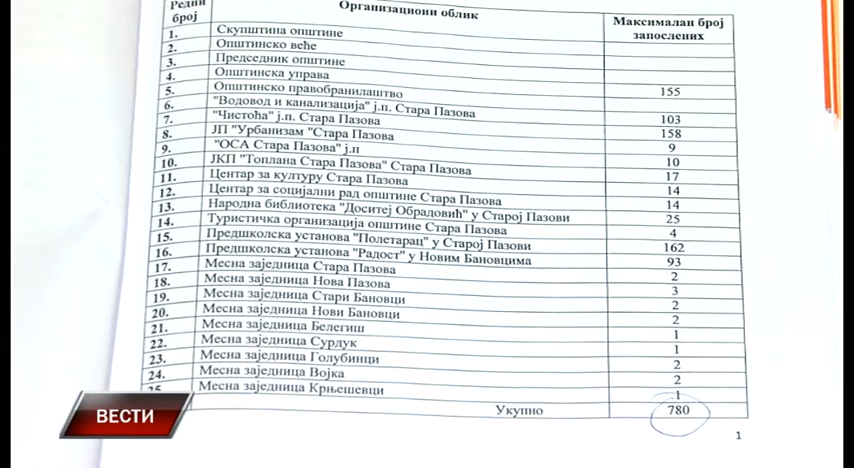 Редни број
Организациони облик
Максималан број запослених
1. Скупштина општине
2. Општинско веће
3. Председник општине
4. Општинска управа
5. Општинско правобранилаштво 155
6. "Водовод и канализација" ј.п. Стара Пазова
7. "Чистоћа" ј.п. Стара Пазова 103
8. ЈП "Урбанизам "Стара Пазова 158
9. "ОСА Стара Пазова" ј.п 9
10. ЈКП "Топлана Стара Пазова" Стара Пазова 10
11. Центар за културу Стара Пазова 17
12. Центар за социјални рад општине Стара Пазова 14
13. Народна библиотека "Доситеј Обрадовић" у Старој Пазови 14
14. Туристичка организација општине Стара Пазова 25
15. Предшколска установа "Полетарац" у Старој Пазови 4
16. Предшколска установа "Радост" у Новим Бановцима 162
17. Месна заједница Стара Пазова 93
18. Месна заједница Нова Пазова 2
19. Месна заједница Стари Бановци 3
20. Месна заједница Нови Бановци 2
21. Месна заједница Белегиш 2
22. Месна заједница Сурдук 1
23. Месна заједница Голубинци 1
24. Месна заједница Војка 2
25. Месна заједница Крњешевци 2
1
Укупно 780
1
ВЕСТИ